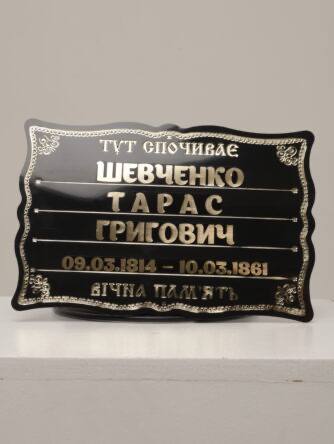 ТУТ СПОЧИВАЄ
ШЕВЧЕНКО
ТАРАС
ГРИГОВИЧ
09.03.1814 – 10.03.1861
ВІЧНА ПАМ'ЯТЬ